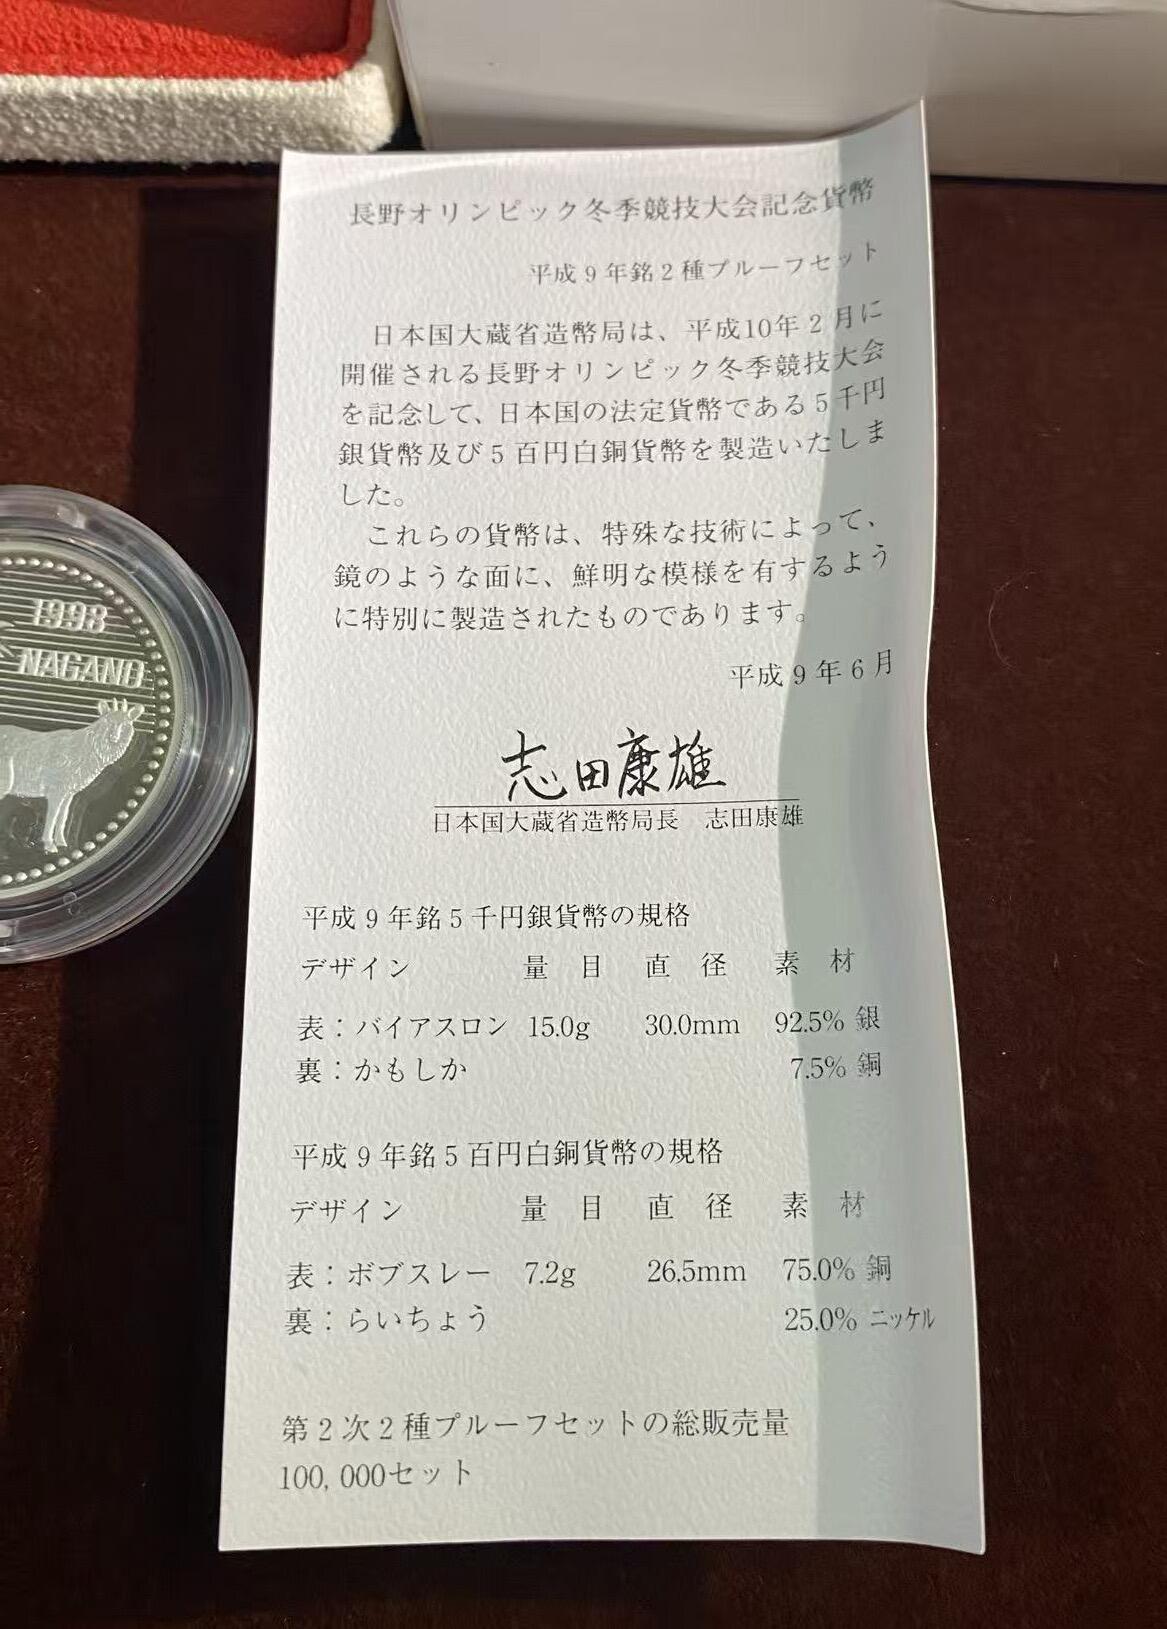 1998
NAGANO
長野オリンピック冬季競技大会記念貨幣
平成9年銘2種プルーフセット
日本国大蔵省造幣局は、平成10年2月に
開催される長野オリンピック冬季競技大会
を記念して、日本国の法定貨幣である5千円
銀貨幣及び5百円白銅貨幣を製造いたしま
した。
これらの貨幣は、特殊な技術によって、
鏡のような面に、鮮明な模様を有するよう
に特別に製造されたものであります。
平成9年6月
志田康雄
日本国大蔵省造幣局長 志田康雄
平成9年銘5千円銀貨幣の規格
デザイン 量目 直径 素材
表：バイアスロン 15.0g 30.0mm 92.5% 銀
裏：かもしか 7.5% 銅
平成9年銘5百円白銅貨幣の規格
デザイン 量目 直径 素材
表：ボブスレー 7.2g 26.5mm 75.0% 銅
裏：らいちょう 25.0% ニッケル
第2次2種プルーフセットの総販売量
100,000セット